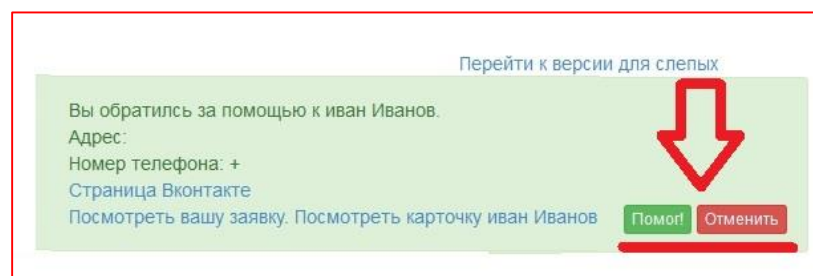 Перейти к версии для слепых
Вы обратилсь за помощью к иван Иванов.
Адрес:
Номер телефона: +
Страница Вконтакте
Посмотреть вашу заявку. Посмотреть карточку иван Иванов Помог! Отменить